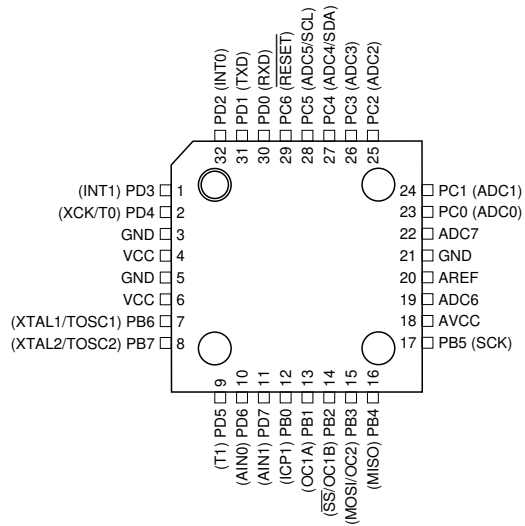 32 PD2 (INT0)
31 PD1 (TXD)
30 PD0 (RXD)
29 PC6 (RESET)
28 PC5 (ADC5/SCL)
27 PC4 (ADC4/SDA)
26 PC3 (ADC3)
25 PC2 (ADC2)
(INT1) PD3 1
(XCK/T0) PD4 2
GND 3
VCC 4
GND 5
VCC 6
(XTAL1/TOSC1) PB6 7
(XTAL2/TOSC2) PB7 8
24 PC1 (ADC1)
23 PC0 (ADC0)
22 ADC7
21 GND
20 AREF
19 ADC6
18 AVCC
17 PB5 (SCK)
(T1) PD5 9
(AIN0) PD6 10
(AIN1) PD7 11
(ICP1) PB0 12
(OC1A) PB1 13
(SS/OC1B) PB2 14
(MOSI/OC2) PB3 15
(MISO) PB4 16